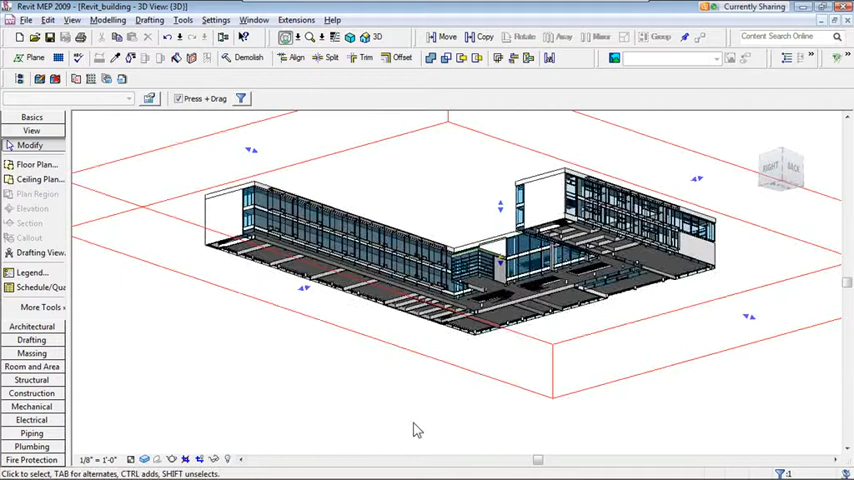 Revit MEP 2009 - [Revit_building - 3D View: {3D}]
Currently Sharing
File Edit View Modelling Drafting Tools Settings Window Extensions Help
3D Move Rotate Away Mirror Group Search Content Online
Plane Demolish Align Split Trim Offset
Press + Drag
Basics
View
Modify
Floor Plan...
Ceiling Plan...
Plan Region
Elevation
Section
Callout
Drafting View...
Legend...
Schedule/Qua
More Tools
Architectural
Drafting
Massing
Room and Area
Structural
Construction
Mechanical
Electrical
Piping
Plumbing
Fire Protection
RIGHT BACK
1/8" = 1'-0"
Click to select, TAB for alternates, CTRL adds, SHIFT unselects.
:1